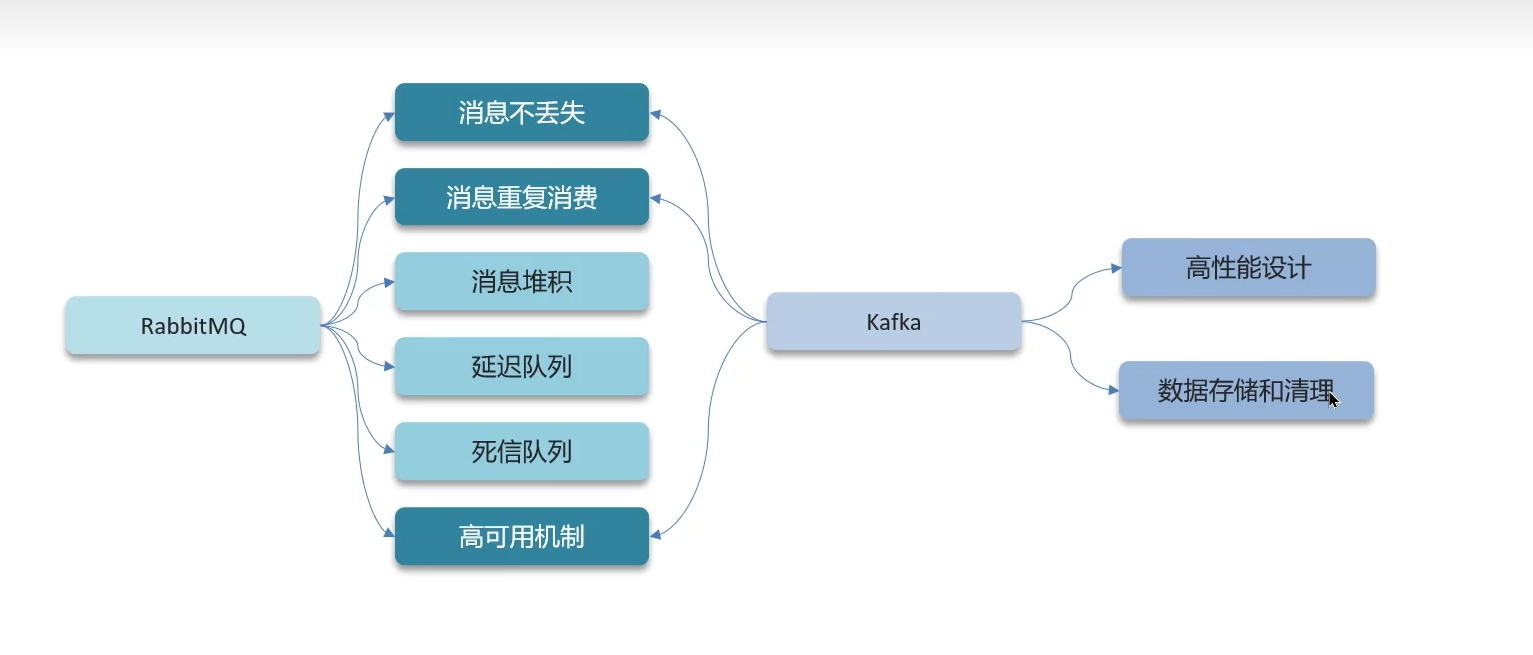 RabbitMQ
消息不丢失
消息重复消费
消息堆积
延迟队列
死信队列
高可用机制
Kafka
高性能设计
数据存储和清理